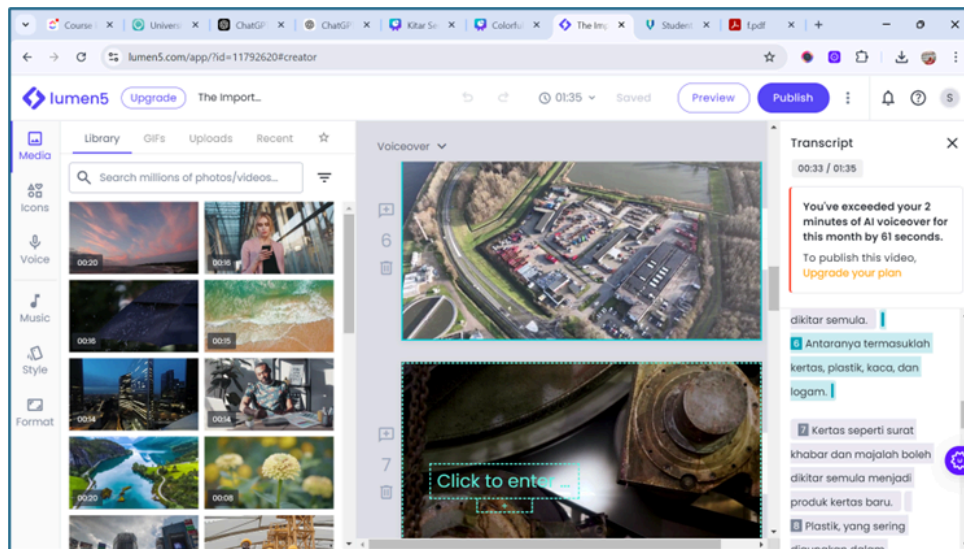 Course
Univers
ChatGP
ChatGP
Kitar Se
Colorful
The Imp
Student
f.pdf
lumen5.com/app/?id=11792620#creator
lumen5
Upgrade
The Import...
01:35
Saved
Preview
Publish
S
Media
Icons
Voice
Music
Style
Format
Library GIFs Uploads Recent
Search millions of photos/videos...
00:20
00:16
00:16
00:15
00:14
00:14
00:20
00:08
Voiceover
6
7
Click to enter ...
Transcript
00:33 / 01:35
You've exceeded your 2
minutes of AI voiceover for
this month by 61 seconds.
To publish this video,
Upgrade your plan
dikitar semula.
6 Antaranya termasuklah
kertas, plastik, kaca, dan
logam.
7 Kertas seperti surat
khabar dan majalah boleh
dikitar semula menjadi
produk kertas baru.
8 Plastik, yang sering
digunakan dalam